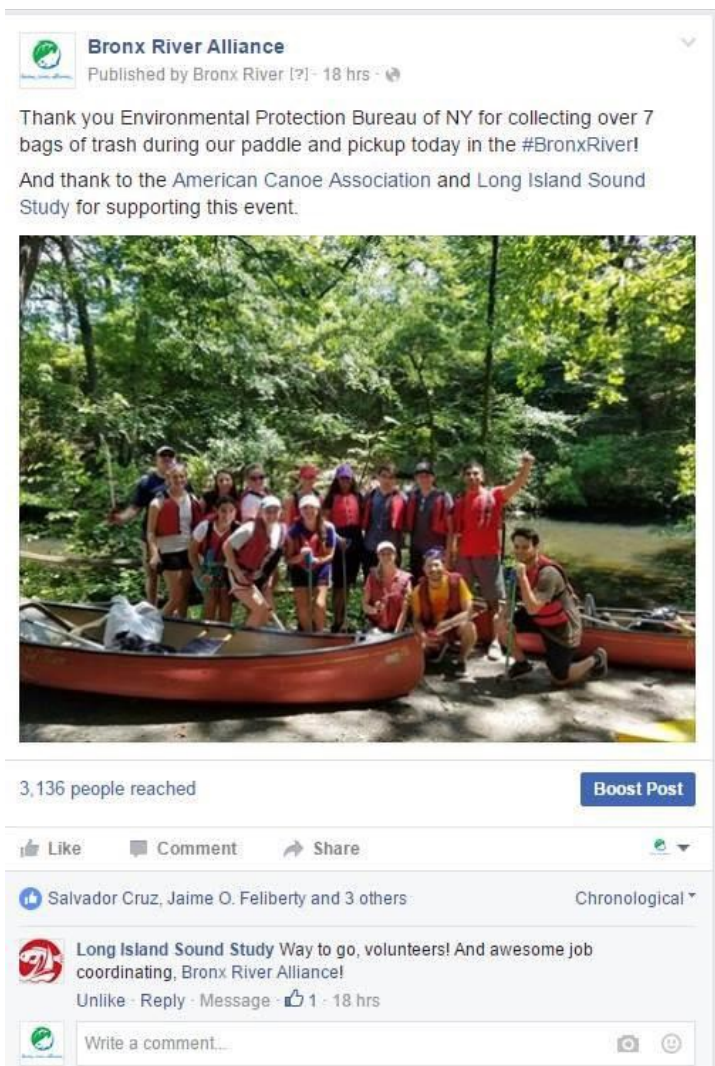 Bronx River Alliance
Published by Bronx River [?] · 18 hrs ·
Thank you Environmental Protection Bureau of NY for collecting over 7
bags of trash during our paddle and pickup today in the #BronxRiver!
And thank to the American Canoe Association and Long Island Sound
Study for supporting this event.
3,136 people reached
Boost Post
Like Comment Share
Salvador Cruz, Jaime O. Feliberty and 3 others
Chronological
Long Island Sound Study Way to go, volunteers! And awesome job
coordinating, Bronx River Alliance!
Unlike · Reply · Message · 1 · 18 hrs
Write a comment...